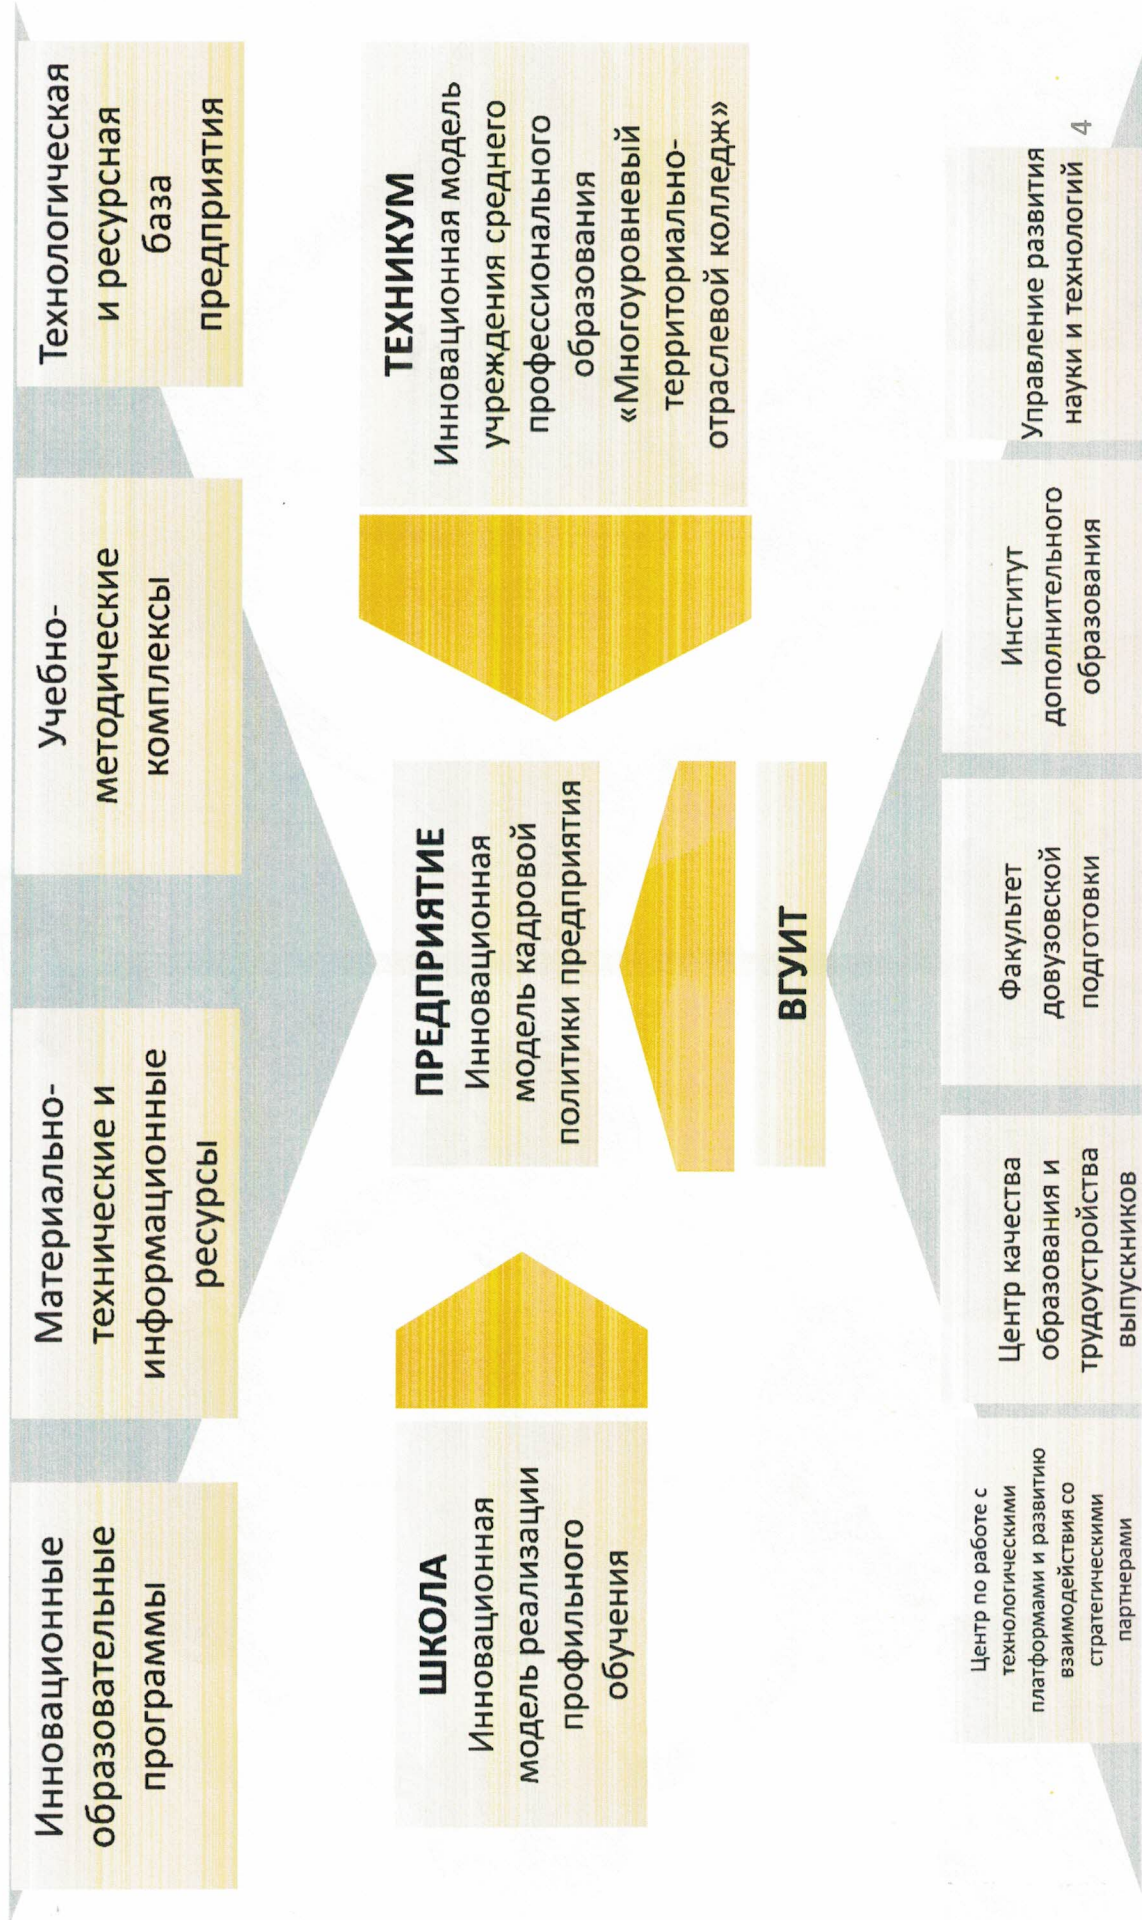 Инновационные
образовательные
программы
Материально-
технические и
информационные
ресурсы
Учебно-
методические
комплексы
Технологическая
и ресурсная
база
предприятия
ШКОЛА
Инновационная
модель реализации
профильного
обучения
ПРЕДПРИЯТИЕ
Инновационная
модель кадровой
политики предприятия
ТЕХНИКУМ
Инновационная модель
учреждения среднего
профессионального
образования
«Многоуровневый
территориально-
отраслевой колледж»
ВГУИТ
Центр по работе с
технологическими
платформами и развитию
взаимодействия со
стратегическими
партнерами
Центр качества
образования и
трудоустройства
выпускников
Факультет
довузовской
подготовки
Институт
дополнительного
образования
Управление развития
науки и технологий
4